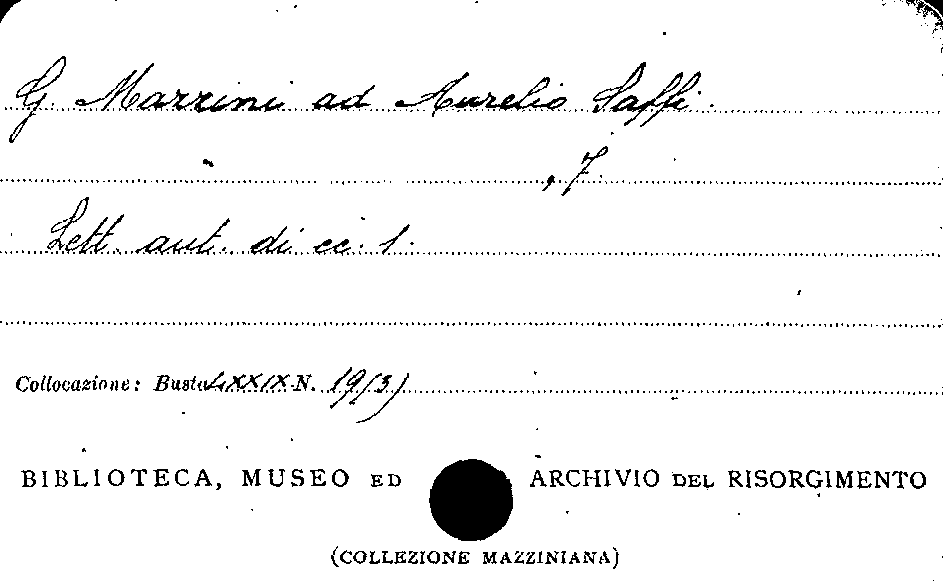 G. Mazzini ad Aurelio Saffi.
, 7.
Lett. aut. di cc. 1.
Collocazione: Busta LXXIX N. 19(3)
BIBLIOTECA, MUSEO ED ARCHIVIO DEL RISORGIMENTO
(COLLEZIONE MAZZINIANA)